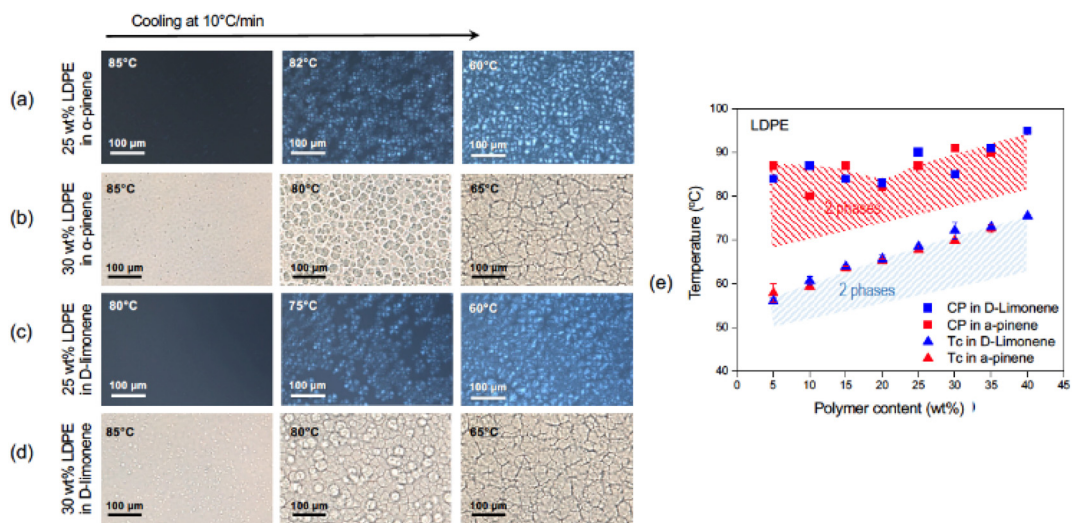 Cooling at 10°C/min
(a)
25 wt% LDPE
in α-pinene
85°C
100 µm
82°C
100 µm
60°C
100 µm
(b)
30 wt% LDPE
in α-pinene
85°C
100 µm
80°C
100 µm
65°C
100 µm
(c)
25 wt% LDPE
in D-limonene
80°C
100 µm
75°C
100 µm
60°C
100 µm
(d)
30 wt% LDPE
in D-limonene
85°C
100 µm
80°C
100 µm
65°C
100 µm
(e)
LDPE
Temperature (°C)
100
90
80
70
60
50
40
2 phases
2 phases
CP in D-Limonene
CP in a-pinene
Tc in D-Limonene
Tc in a-pinene
0 5 10 15 20 25 30 35 40 45
Polymer content (wt%) )